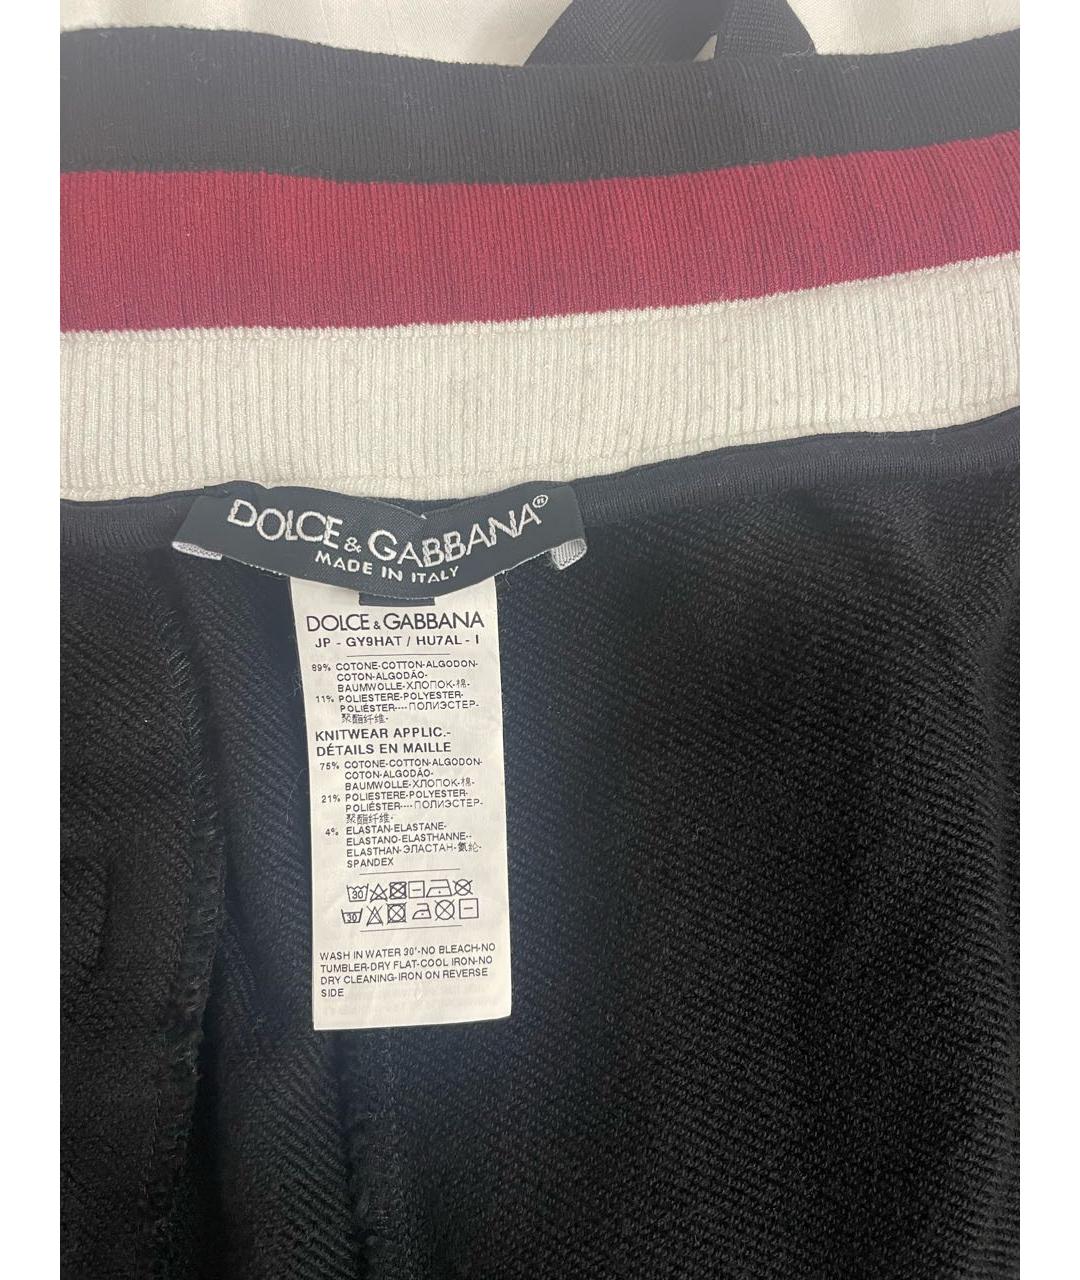 DOLCE & GABBANA®
MADE IN ITALY
DOLCE & GABBANA
JP - GY9HAT / HU7AL - I
89% COTONE-COTTON-ALGODON-
COTON-ALGODÃO-
BAUMWOLLE-ХЛОПОК-棉-
11% POLIESTERE-POLYESTER-
POLIÉSTER----ПОЛИЭСТЕР-
聚酯纤维-
KNITWEAR APPLIC.-
DÉTAILS EN MAILLE
75% COTONE-COTTON-ALGODON-
COTON-ALGODÃO-
BAUMWOLLE-ХЛОПОК-棉-
21% POLIESTERE-POLYESTER-
POLIÉSTER----ПОЛИЭСТЕР-
聚酯纤维-
4% ELASTAN-ELASTANE-
ELASTANO-ELASTHANNE--
ELASTHAN-ЭЛАСТАН-氨纶-
SPANDEX
30
30
WASH IN WATER 30°-NO BLEACH-NO
TUMBLER-DRY FLAT-COOL IRON-NO
DRY CLEANING-IRON ON REVERSE
SIDE